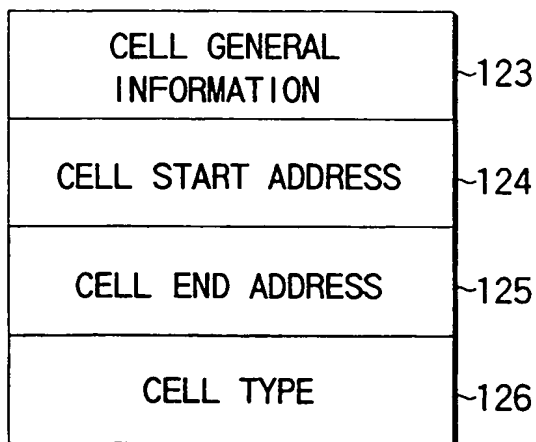 CELL GENERAL
INFORMATION
123
CELL START ADDRESS
124
CELL END ADDRESS
125
CELL TYPE
126